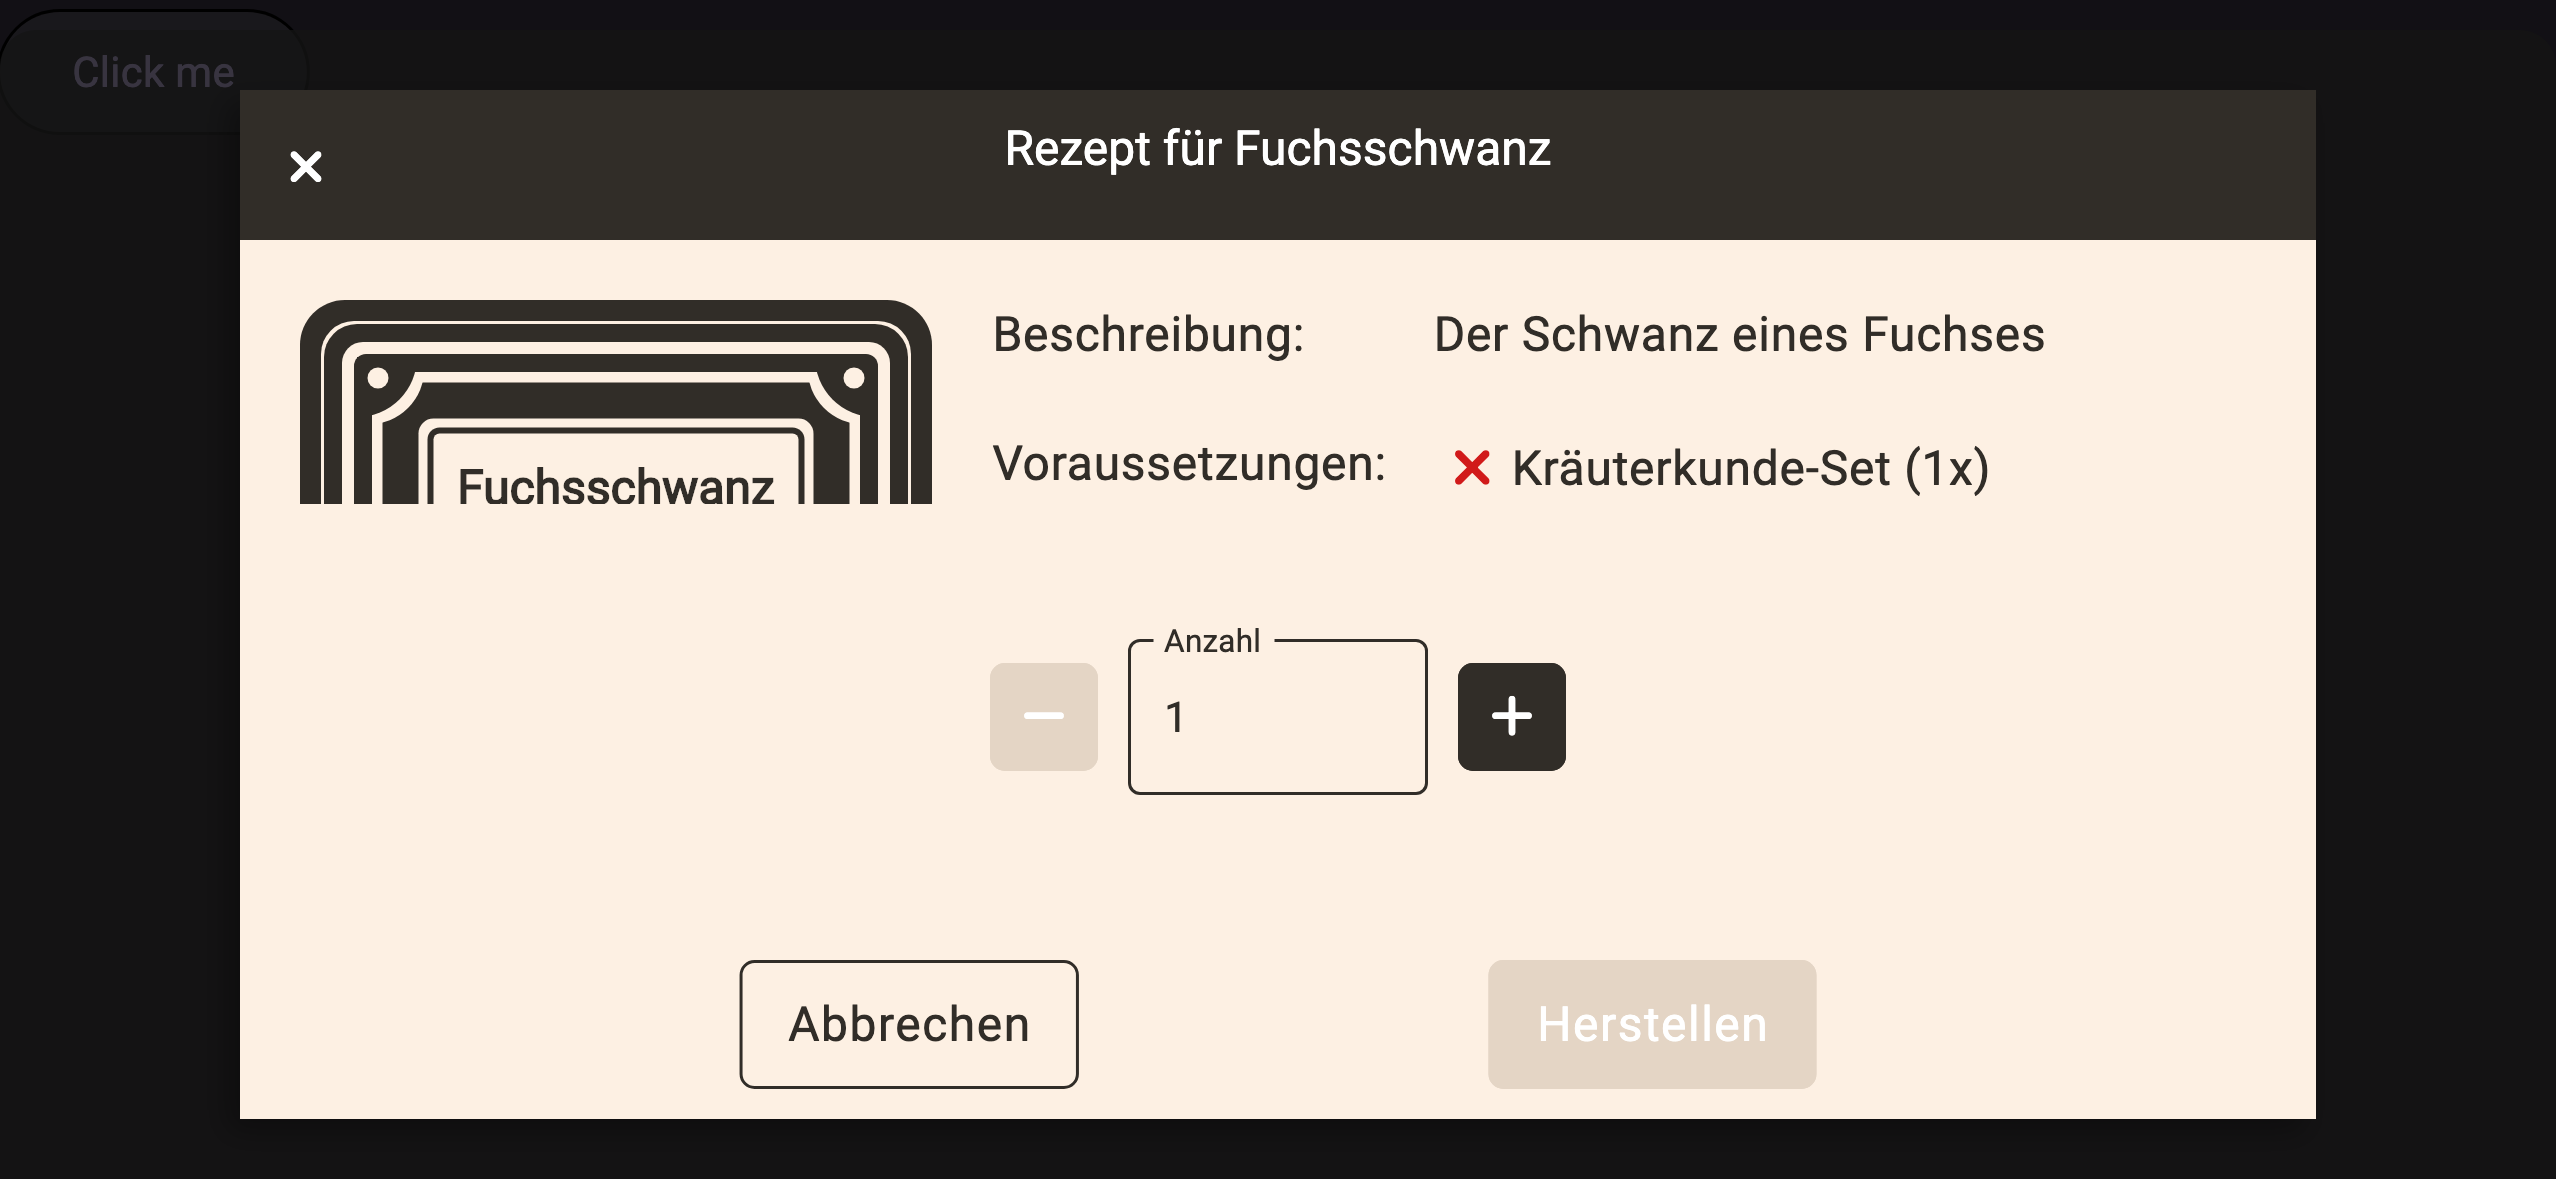 Click me
Rezept für Fuchsschwanz
Fuchsschwanz
Beschreibung:
Der Schwanz eines Fuchses
Voraussetzungen:
Kräuterkunde-Set (1x)
Anzahl
1
Abbrechen
Herstellen